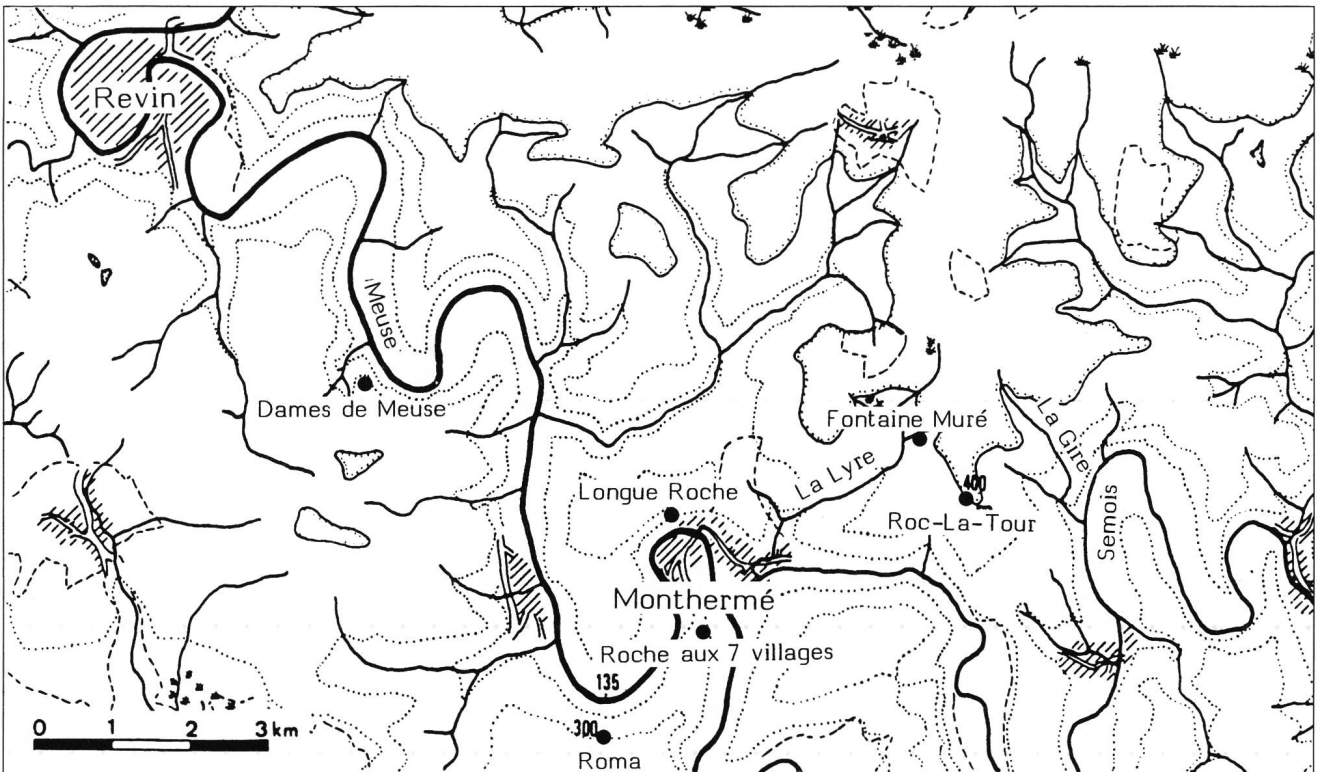 Revin
Meuse
Dames de Meuse
Fontaine Muré
La Gire
La Lyre
Longue Roche
400
Roc-La-Tour
Semois
Monthermé
Roche aux 7 villages
135
300
Roma
0 1 2 3 km